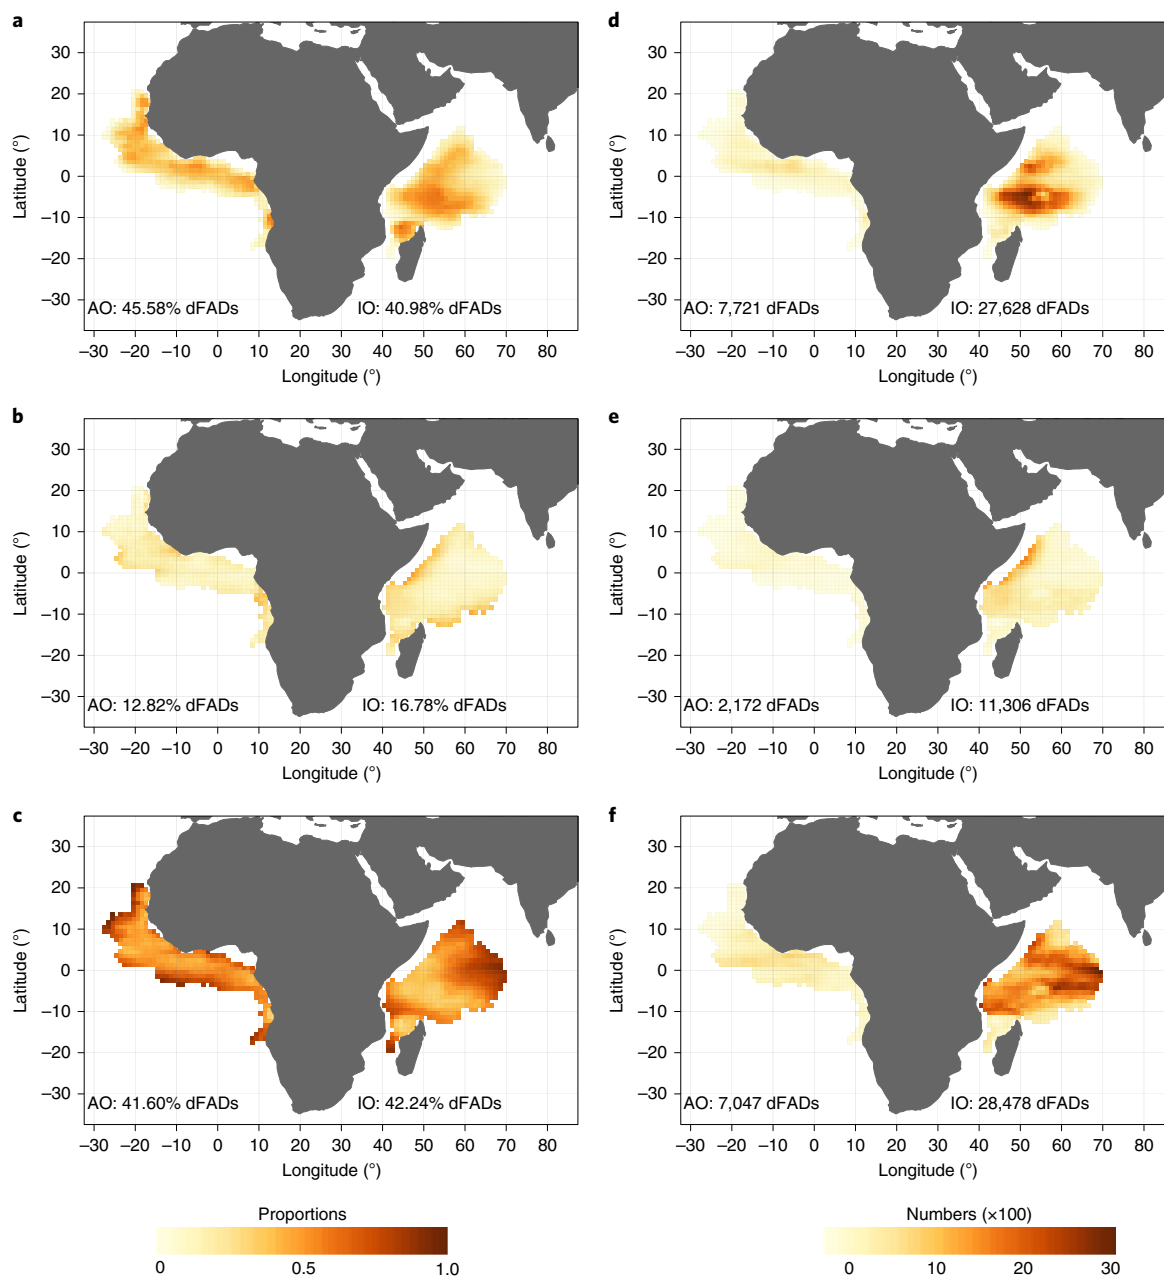 a
30
20
10
0
–10
–20
–30
Latitude (°)
AO: 45.58% dFADs
IO: 40.98% dFADs
–30 –20 –10 0 10 20 30 40 50 60 70 80
Longitude (°)
d
30
20
10
0
–10
–20
–30
Latitude (°)
AO: 7,721 dFADs
IO: 27,628 dFADs
–30 –20 –10 0 10 20 30 40 50 60 70 80
Longitude (°)
b
30
20
10
0
–10
–20
–30
Latitude (°)
AO: 12.82% dFADs
IO: 16.78% dFADs
–30 –20 –10 0 10 20 30 40 50 60 70 80
Longitude (°)
e
30
20
10
0
–10
–20
–30
Latitude (°)
AO: 2,172 dFADs
IO: 11,306 dFADs
–30 –20 –10 0 10 20 30 40 50 60 70 80
Longitude (°)
c
30
20
10
0
–10
–20
–30
Latitude (°)
AO: 41.60% dFADs
IO: 42.24% dFADs
–30 –20 –10 0 10 20 30 40 50 60 70 80
Longitude (°)
f
30
20
10
0
–10
–20
–30
Latitude (°)
AO: 7,047 dFADs
IO: 28,478 dFADs
–30 –20 –10 0 10 20 30 40 50 60 70 80
Longitude (°)
Proportions
0 0.5 1.0
Numbers (×100)
0 10 20 30